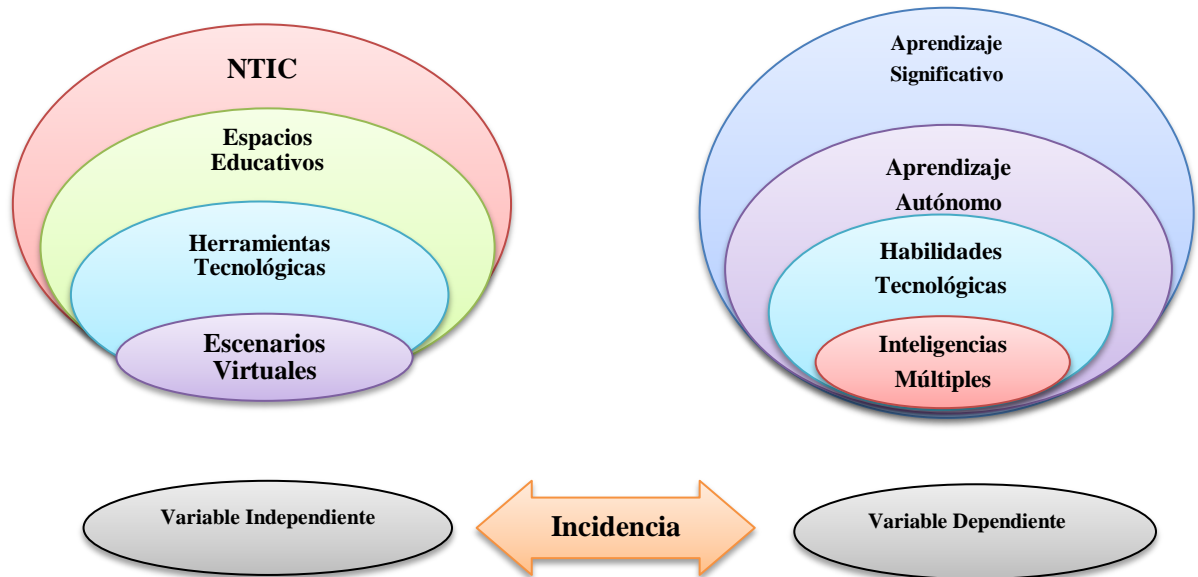 NTIC
Espacios
Educativos
Herramientas
Tecnológicas
Escenarios
Virtuales
Aprendizaje
Significativo
Aprendizaje
Autónomo
Habilidades
Tecnológicas
Inteligencias
Múltiples
Variable Independiente
Incidencia
Variable Dependiente